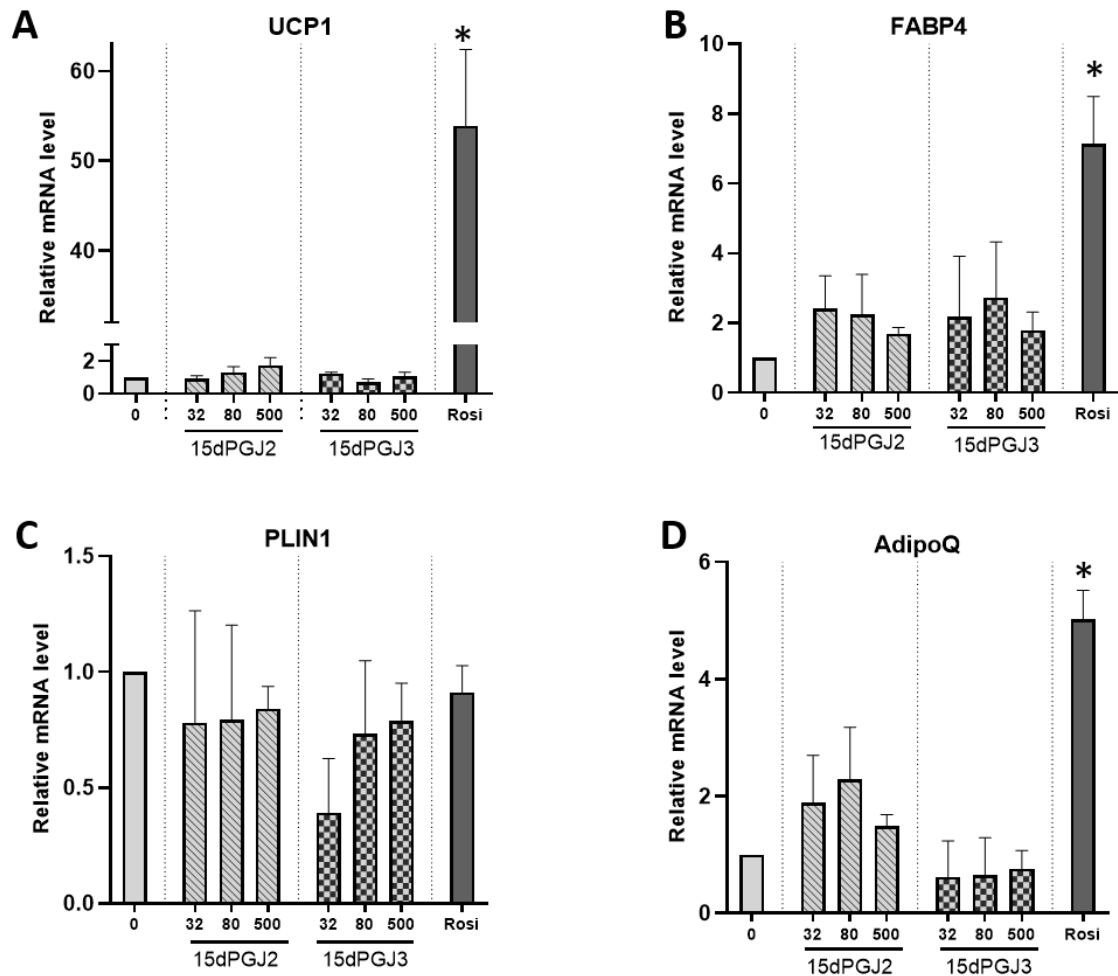 A
UCP1
Relative mRNA level
60
50
40
2
0
*
0 32 80 500 32 80 500 Rosi
15dPGJ2 15dPGJ3
B
FABP4
Relative mRNA level
10
8
6
4
2
0
*
0 32 80 500 32 80 500 Rosi
15dPGJ2 15dPGJ3
C
PLIN1
Relative mRNA level
1.5
1.0
0.5
0.0
0 32 80 500 32 80 500 Rosi
15dPGJ2 15dPGJ3
D
AdipoQ
Relative mRNA level
6
4
2
0
*
0 32 80 500 32 80 500 Rosi
15dPGJ2 15dPGJ3